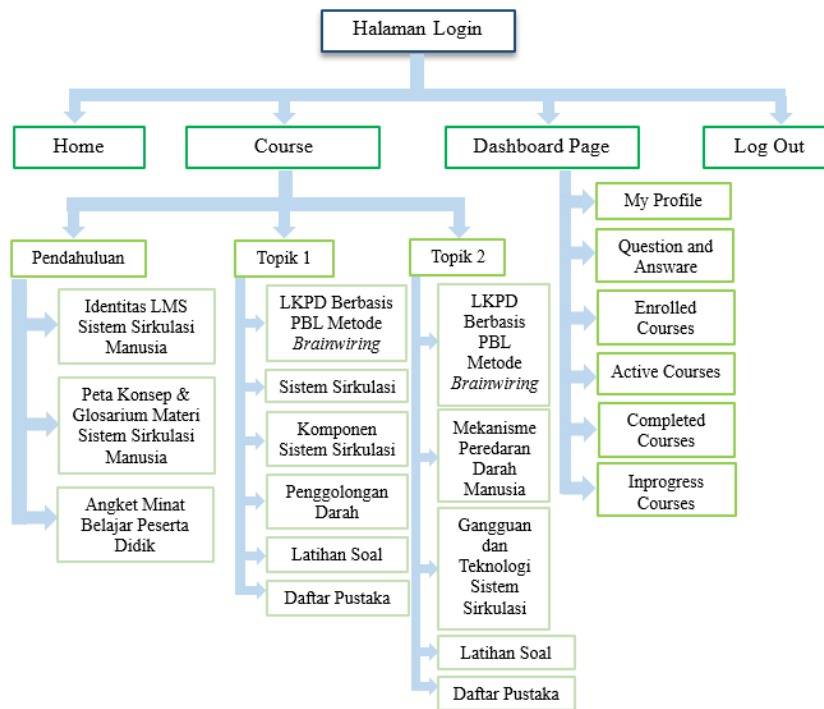 Halaman Login
Home
Course
Dashboard Page
Log Out
Pendahuluan
Identitas LMS
Sistem Sirkulasi
Manusia
Peta Konsep &
Glosarium Materi
Sistem Sirkulasi
Manusia
Angket Minat
Belajar Peserta
Didik
Topik 1
LKPD Berbasis
PBL Metode
Brainwiring
Sistem Sirkulasi
Komponen
Sistem Sirkulasi
Penggolongan
Darah
Latihan Soal
Daftar Pustaka
Topik 2
LKPD
Berbasis
PBL
Metode
Brainwiring
Mekanisme
Peredaran
Darah
Manusia
Gangguan
dan
Teknologi
Sistem
Sirkulasi
Latihan Soal
Daftar Pustaka
My Profile
Question and
Answare
Enrolled
Courses
Active Courses
Completed
Courses
Inprogress
Courses